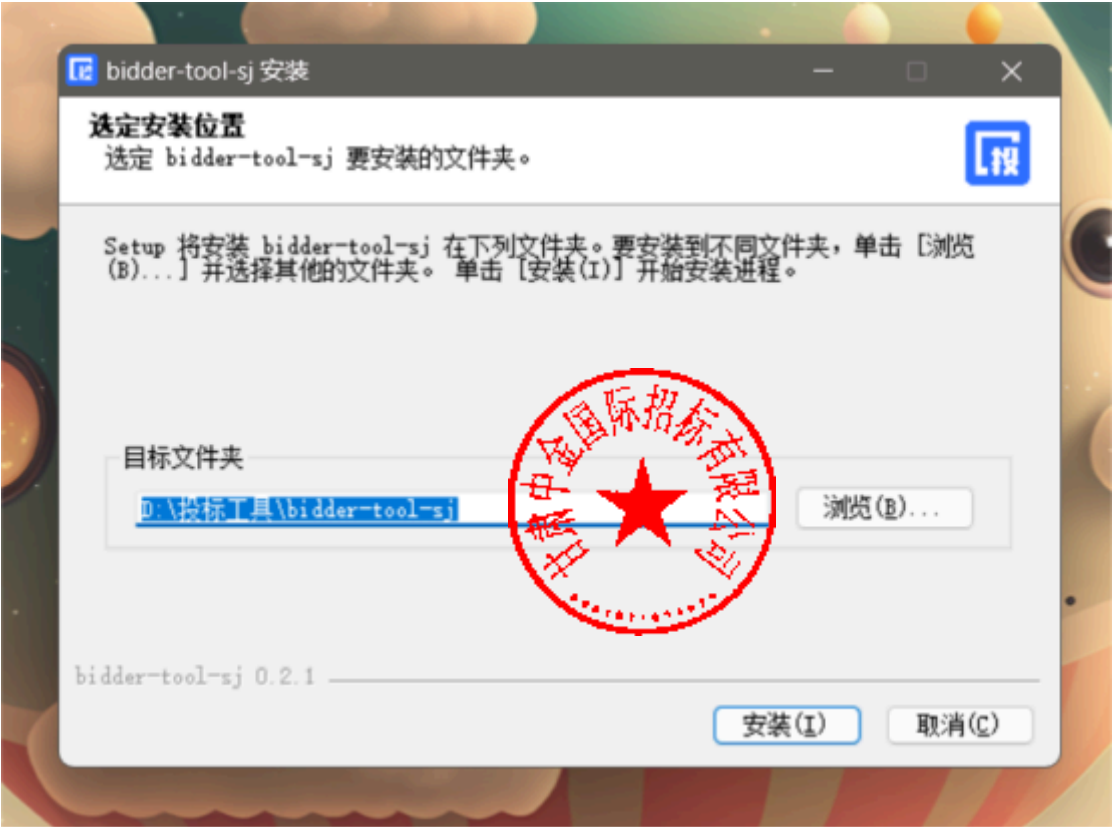 bidder-tool-sj 安装
选定安装位置
选定 bidder-tool-sj 要安装的文件夹。
投
Setup 将安装 bidder-tool-sj 在下列文件夹。要安装到不同文件夹，单击 [浏览
(B)...] 并选择其他的文件夹。 单击 [安装(I)] 开始安装进程。
甘肃中金国际招标有限公司
目标文件夹
D:\投标工具\bidder-tool-sj
浏览(B)...
bidder-tool-sj 0.2.1
安装(I)
取消(C)